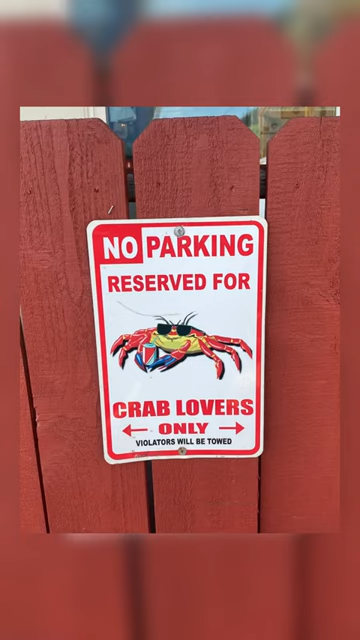 NO PARKING
RESERVED FOR
CRAB LOVERS
ONLY
VIOLATORS WILL BE TOWED